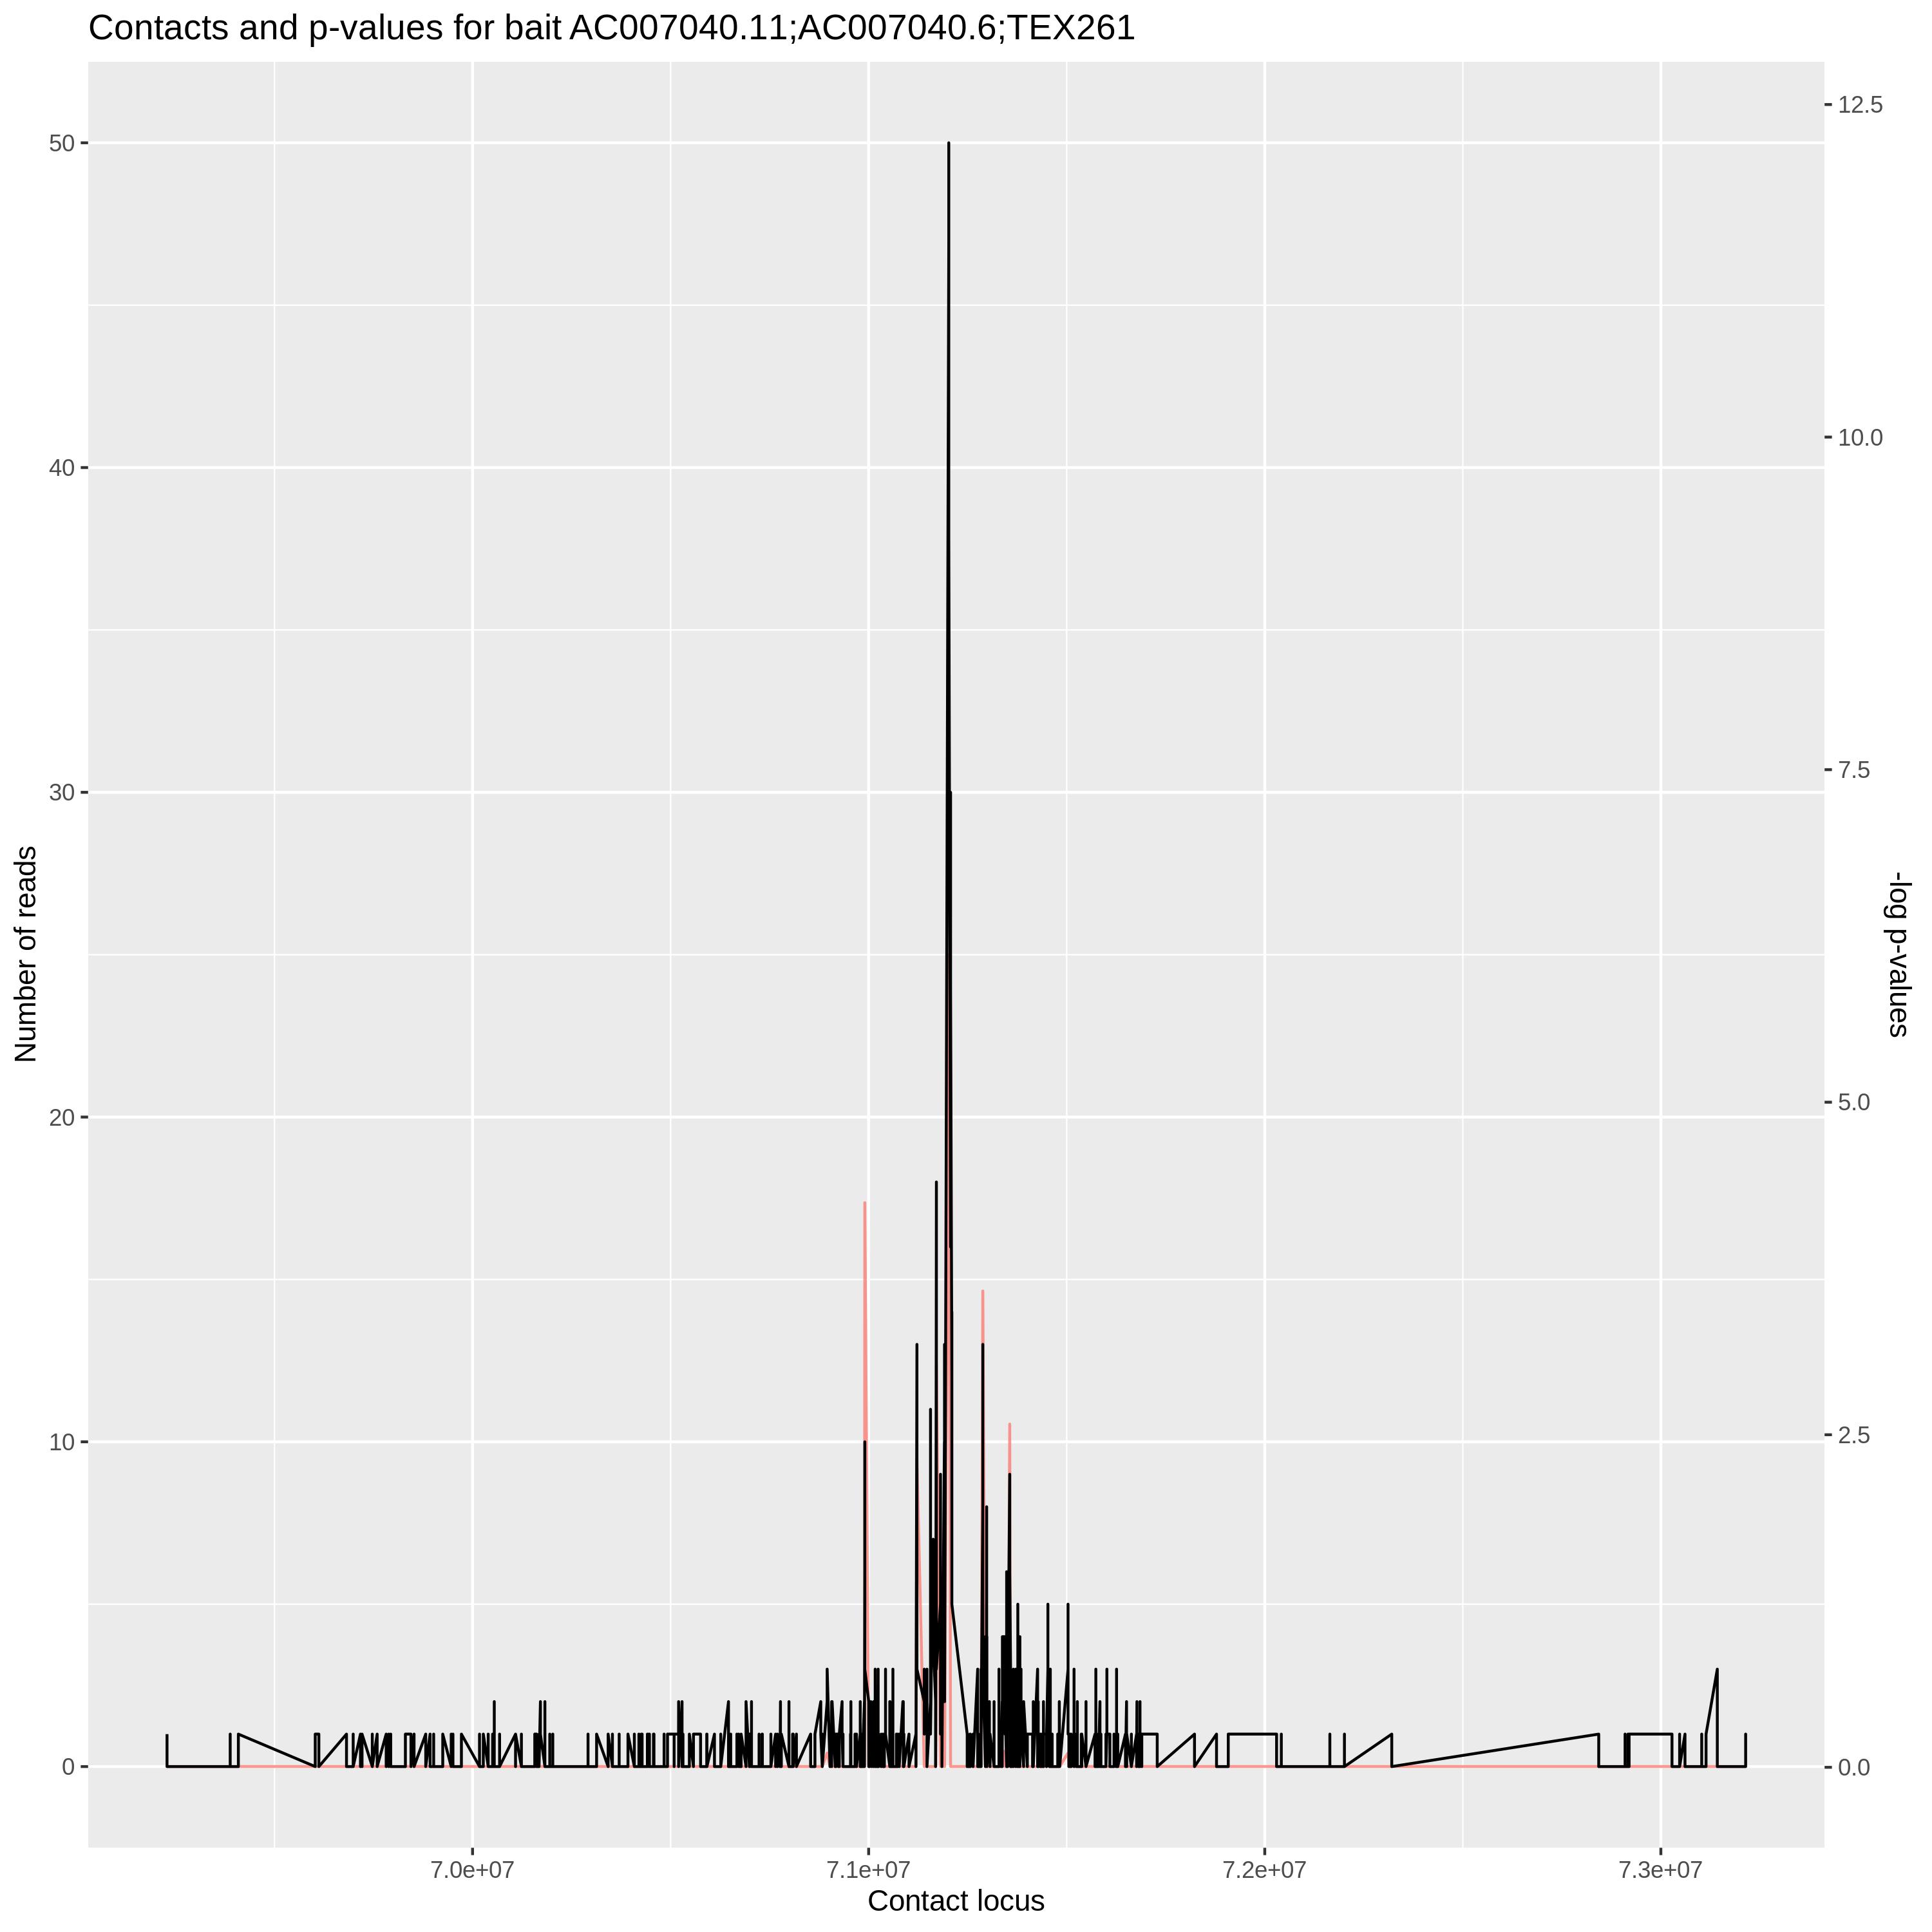 Contacts and p-values for bait AC007040.11;AC007040.6;TEX261
Number of reads
50
40
30
20
10
0
12.5
10.0
7.5
5.0
2.5
0.0
-log p-values
7.0e+07
7.1e+07
7.2e+07
7.3e+07
Contact locus